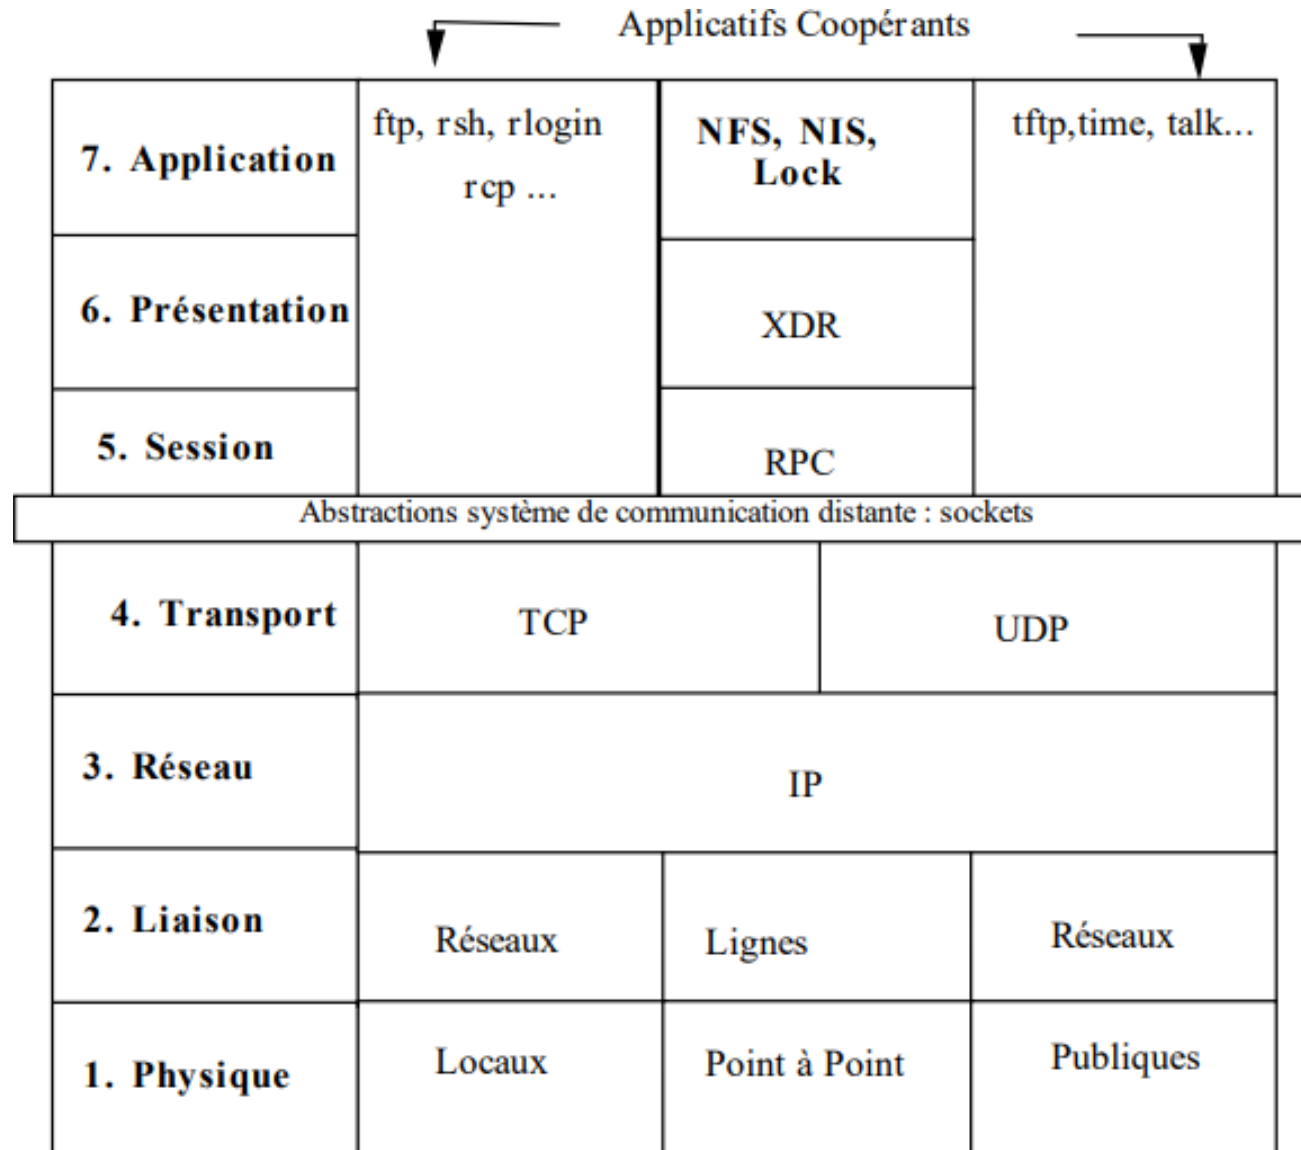 Applicatifs Coopérants
7. Application
ftp, rsh, rlogin
rcp ...
NFS, NIS,
Lock
tftp,time, talk...
6. Présentation
XDR
5. Session
RPC
Abstractions système de communication distante : sockets
4. Transport
TCP
UDP
3. Réseau
IP
2. Liaison
Réseaux
Lignes
Réseaux
1. Physique
Locaux
Point à Point
Publiques